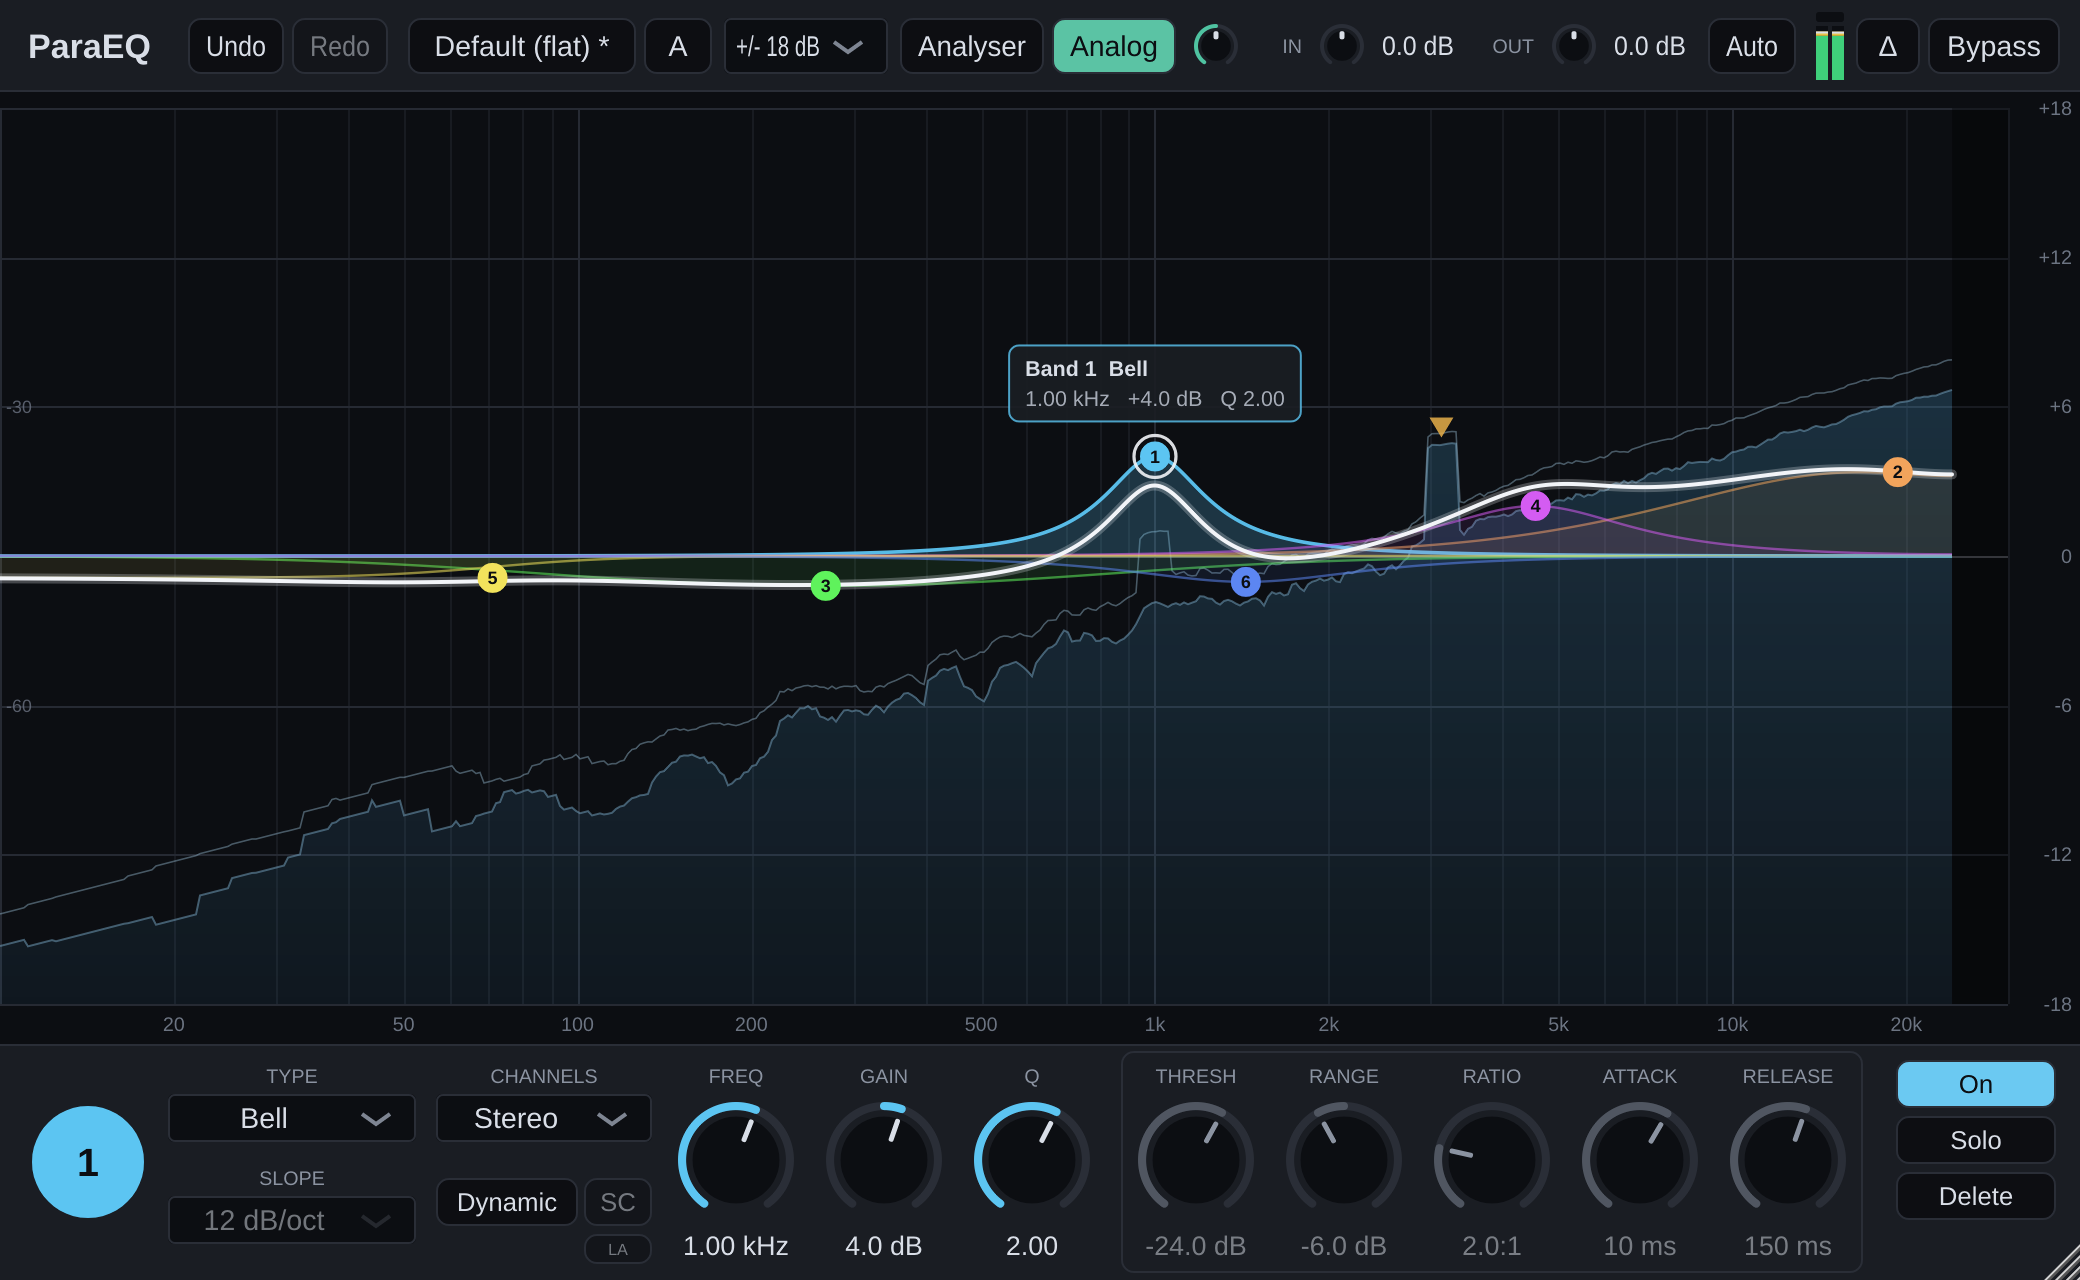 ParaEQ Undo Redo Default (flat) * A +/- 18 dB Analyser Analog IN 0.0 dB OUT 0.0 dB Auto Δ Bypass
+18
+12
Band 1 Bell
1.00 kHz +4.0 dB Q 2.00
-30 +6
1
2
4
0
5 3 6
-60 -6
-12
-18
20 50 100 200 500 1k 2k 5k 10k 20k
TYPE CHANNELS FREQ GAIN Q THRESH RANGE RATIO ATTACK RELEASE
On
Bell Stereo
Solo
1
SLOPE
Dynamic SC Delete
12 dB/oct
LA 1.00 kHz 4.0 dB 2.00 -24.0 dB -6.0 dB 2.0:1 10 ms 150 ms